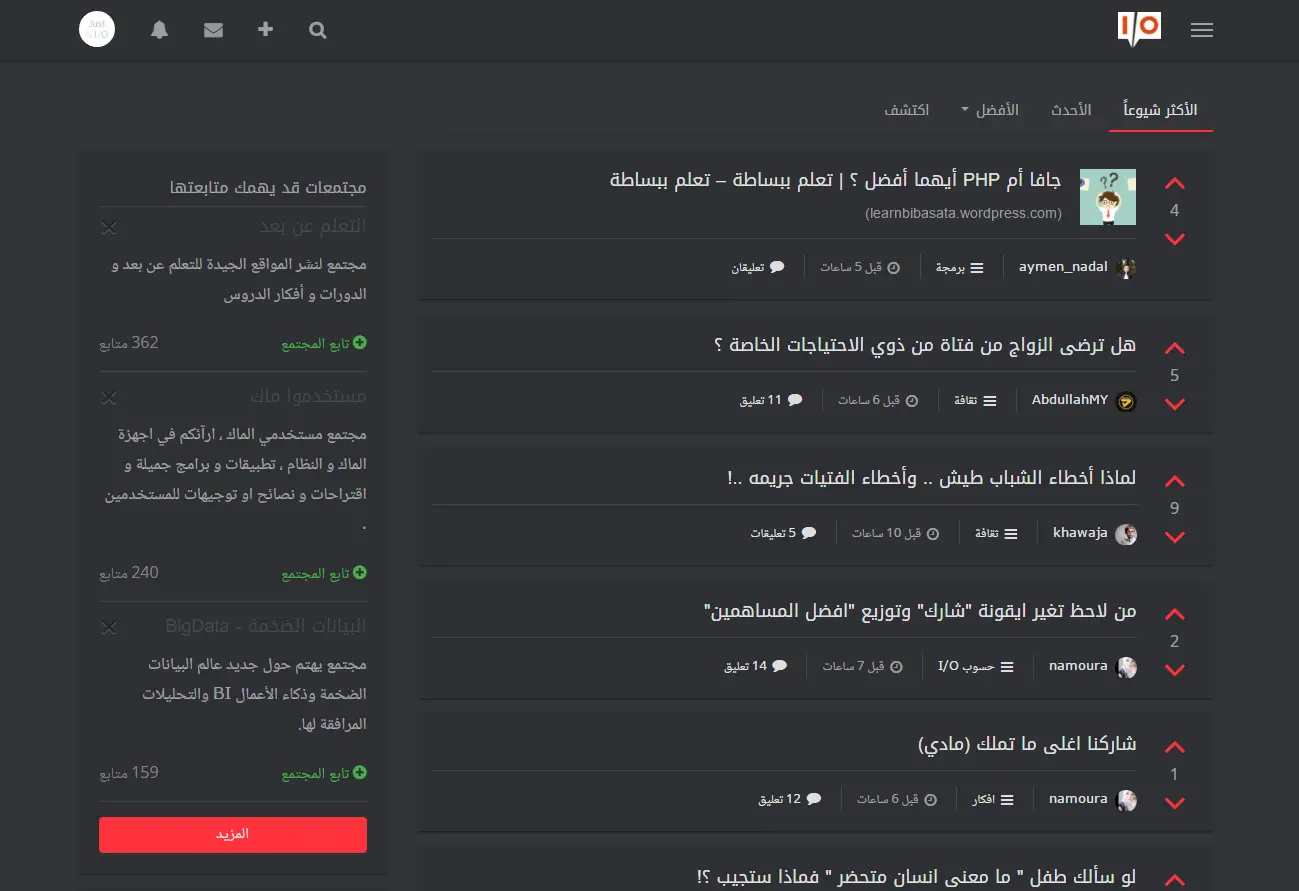 I/O
Just
I/O
الأكثر شيوعاً
الأحدث
الأفضل
اكتشف
4
جافا أم PHP أيهما أفضل ؟ | تعلم ببساطة – تعلم ببساطة
(learnbibasata.wordpress.com)
aymen_nadal
برمجة
قبل 5 ساعات
تعليقان
5
هل ترضى الزواج من فتاة من ذوي الاحتياجات الخاصة ؟
AbdullahMY
ثقافة
قبل 6 ساعات
11 تعليق
9
لماذا أخطاء الشباب طيش .. وأخطاء الفتيات جريمه ..!
khawaja
ثقافة
قبل 10 ساعات
5 تعليقات
2
من لاحظ تغير ايقونة "شارك" وتوزيع "افضل المساهمين"
namoura
حسوب I/O
قبل 7 ساعات
14 تعليق
1
شاركنا اغلى ما تملك (مادي)
namoura
افكار
قبل 6 ساعات
12 تعليق
لو سألك طفل " ما معنى انسان متحضر " فماذا ستجيب ؟!
مجتمعات قد يهمك متابعتها
التعلم عن بعد
مجتمع لنشر المواقع الجيدة للتعلم عن بعد و
الدورات و أفكار الدروس
تابع المجتمع
362 متابع
مستخدموا ماك
مجتمع مستخدمي الماك ، ارآئكم في اجهزة
الماك و النظام ، تطبيقات و برامج جميلة و
اقتراحات و نصائح او توجيهات للمستخدمين
.
تابع المجتمع
240 متابع
البيانات الضخمة - BigData
مجتمع يهتم حول جديد عالم البيانات
الضخمة وذكاء الأعمال BI والتحليلات
المرافقة لها.
تابع المجتمع
159 متابع
المزيد